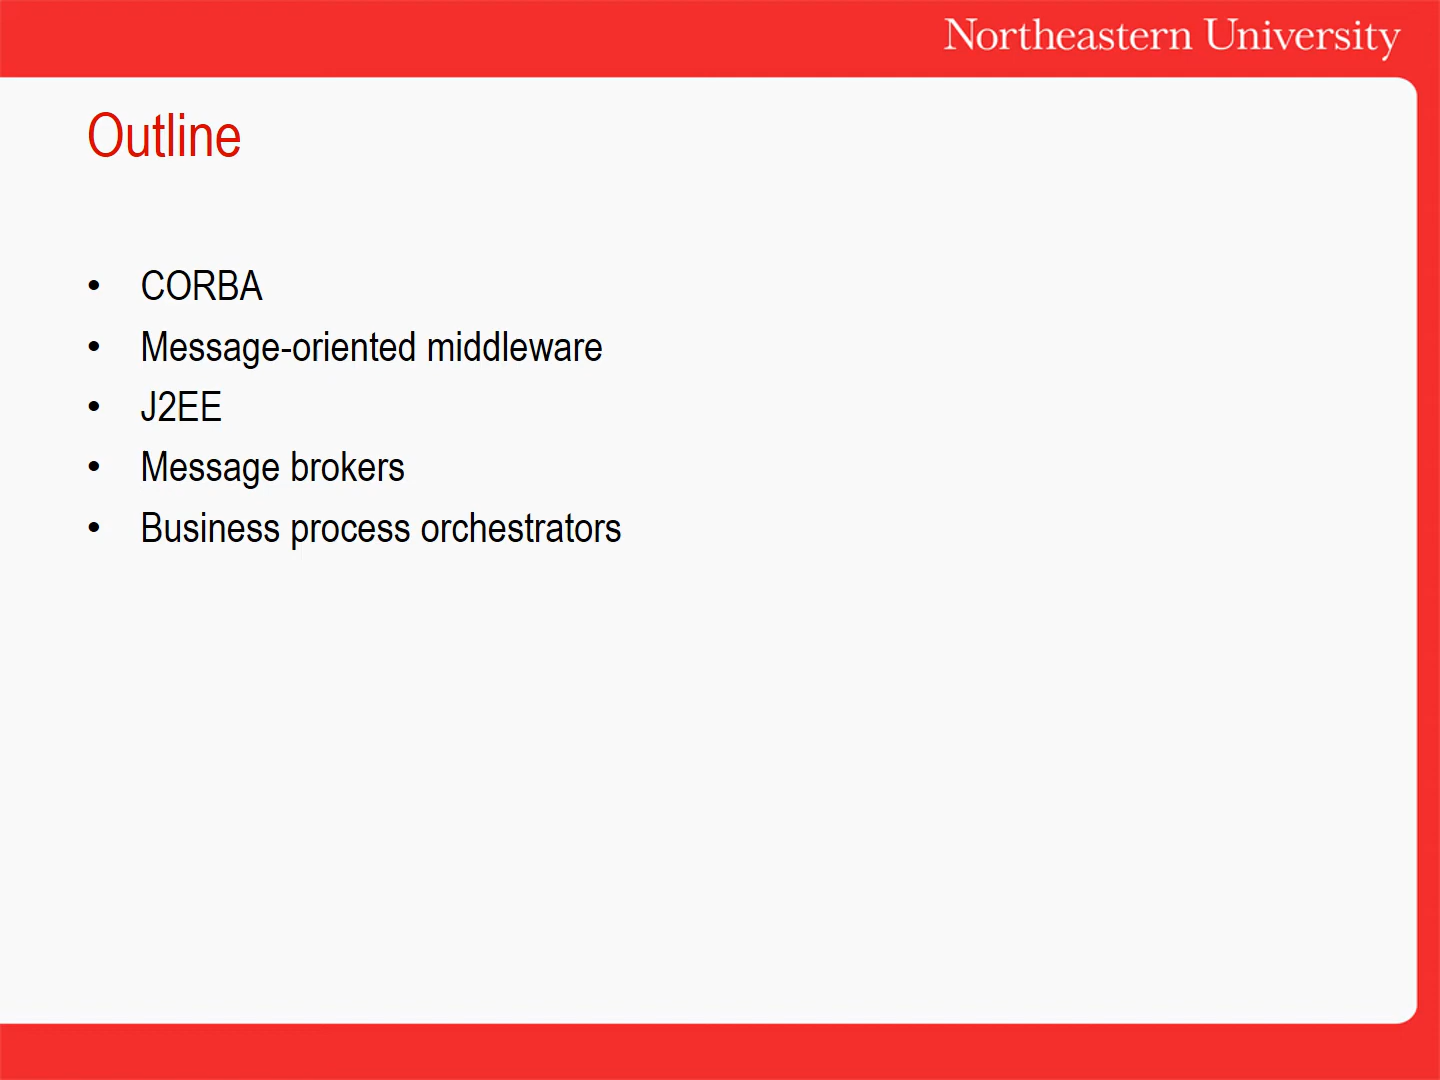 Northeastern University
Outline
• CORBA
• Message-oriented middleware
• J2EE
• Message brokers
• Business process orchestrators